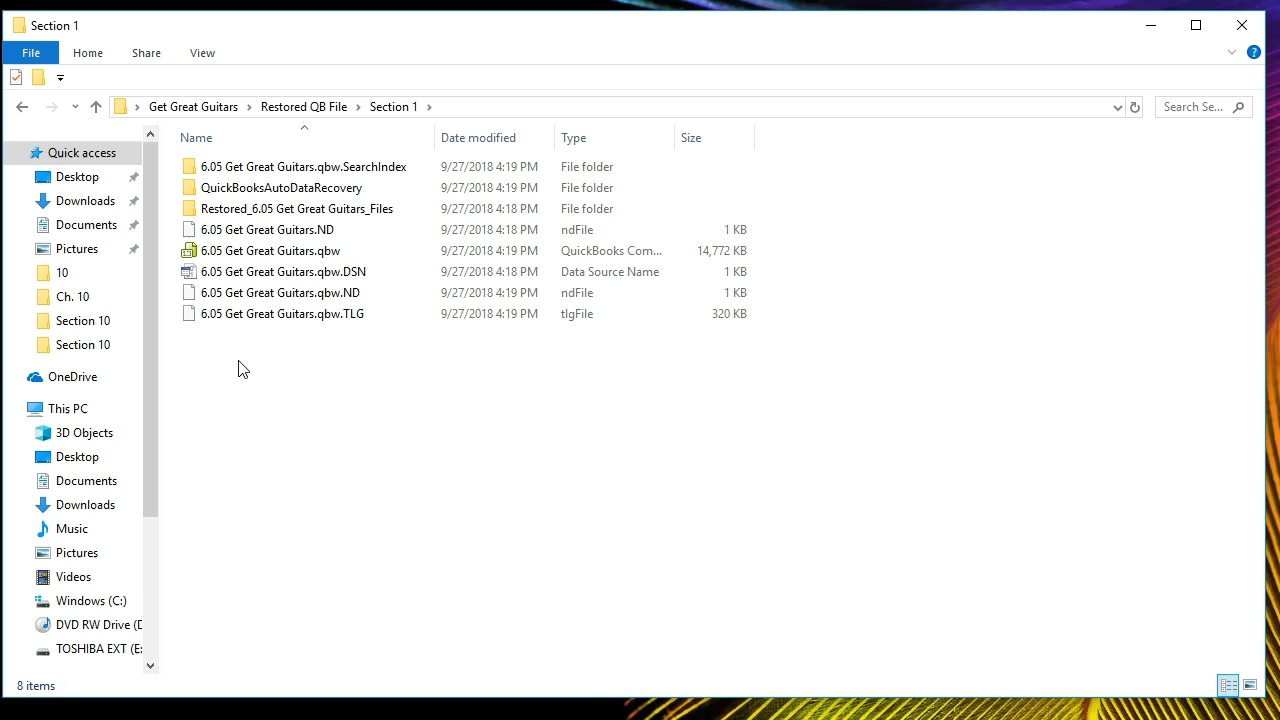 Section 1
File Home Share View
Get Great Guitars Restored QB File Section 1 Search Se...
Name Date modified Type Size
Quick access
Desktop
Downloads
Documents
Pictures
10
Ch. 10
Section 10
Section 10
OneDrive
This PC
3D Objects
Desktop
Documents
Downloads
Music
Pictures
Videos
Windows (C:)
DVD RW Drive (D
TOSHIBA EXT (E:
6.05 Get Great Guitars.qbw.SearchIndex 9/27/2018 4:19 PM File folder
QuickBooksAutoDataRecovery 9/27/2018 4:19 PM File folder
Restored_6.05 Get Great Guitars_Files 9/27/2018 4:18 PM File folder
6.05 Get Great Guitars.ND 9/27/2018 4:18 PM ndFile 1 KB
6.05 Get Great Guitars.qbw 9/27/2018 4:19 PM QuickBooks Com... 14,772 KB
6.05 Get Great Guitars.qbw.DSN 9/27/2018 4:18 PM Data Source Name 1 KB
6.05 Get Great Guitars.qbw.ND 9/27/2018 4:19 PM ndFile 1 KB
6.05 Get Great Guitars.qbw.TLG 9/27/2018 4:19 PM tlgFile 320 KB
8 items